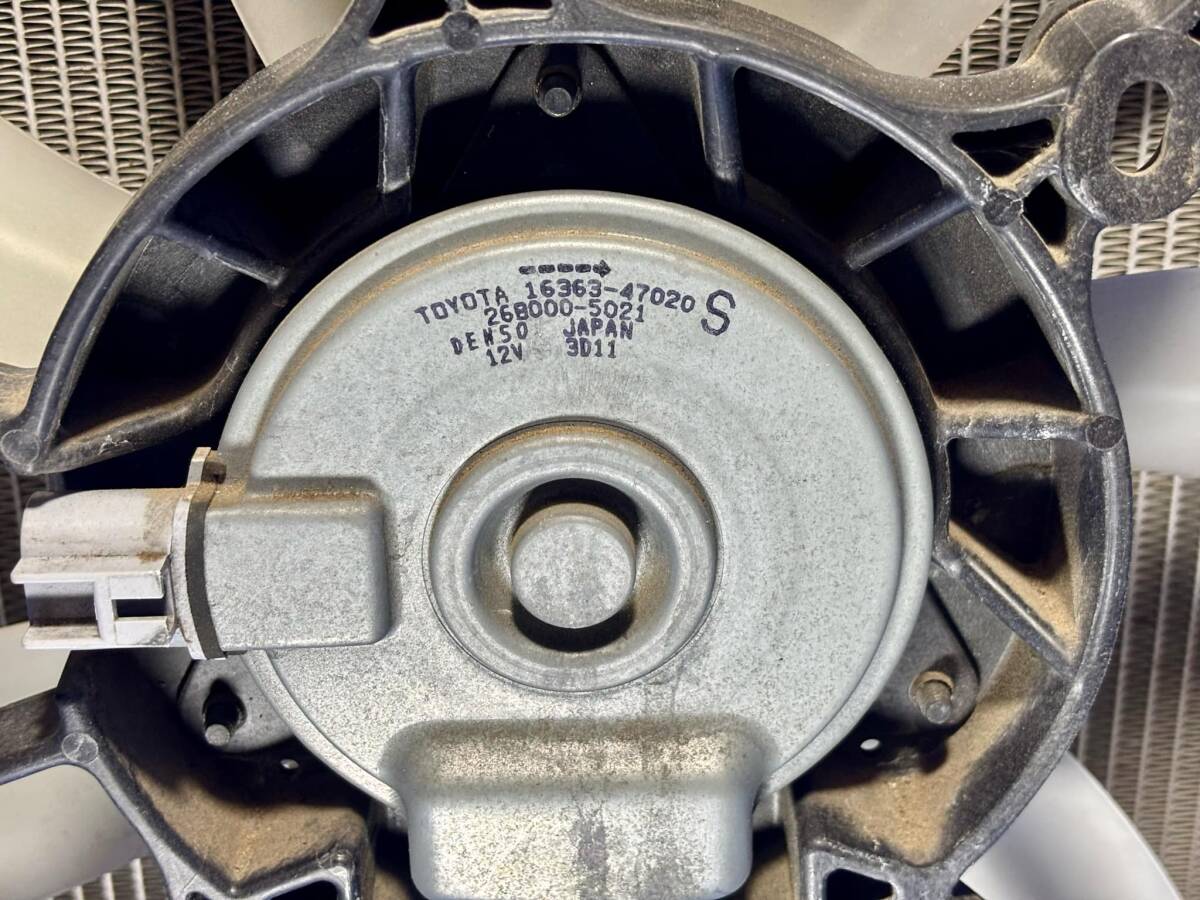 TOYOTA 16363-47020 S
268000-5021
DENSO JAPAN
12V 3D11